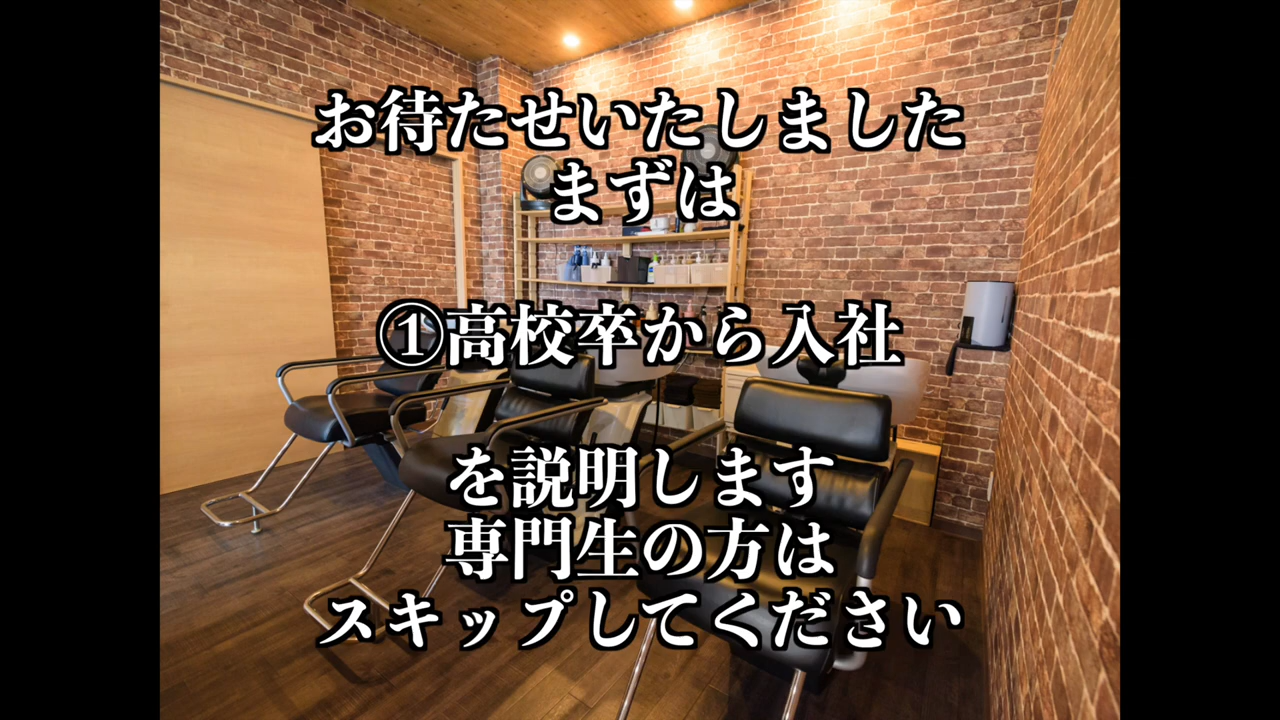 お待たせいたしました
まずは
①高校卒から入社
を説明します
専門生の方は
スキップしてください